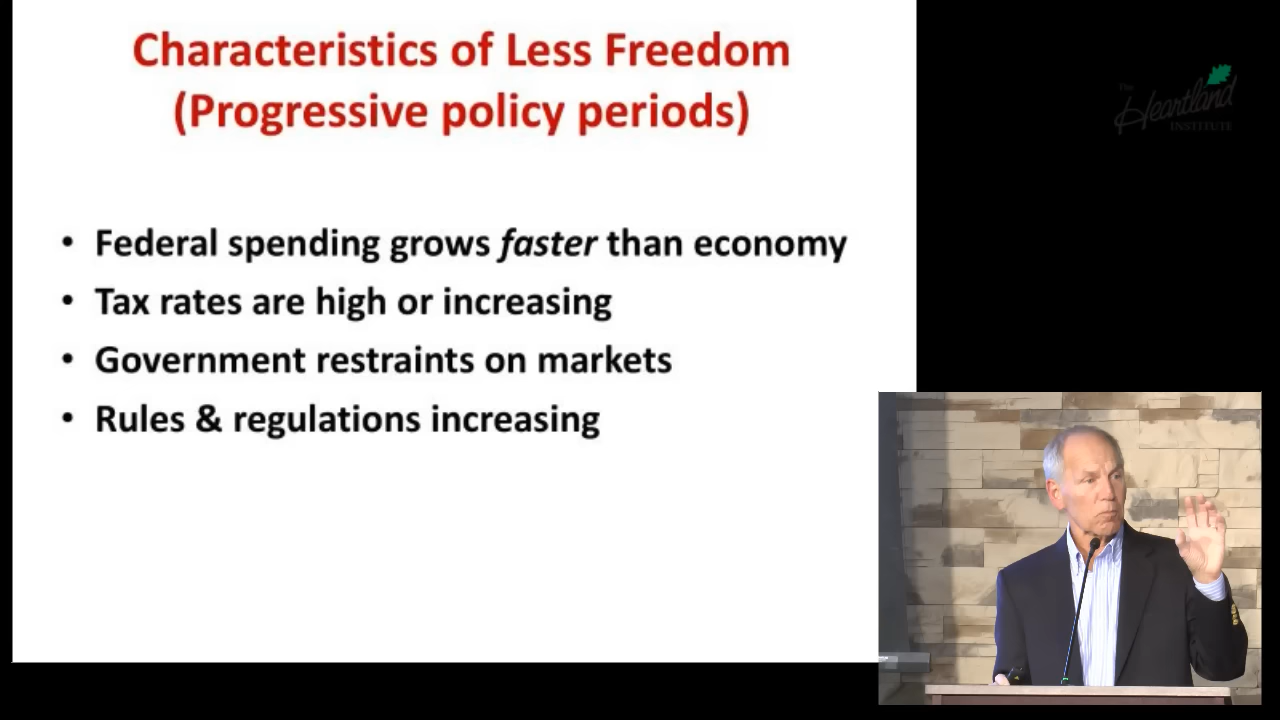 Characteristics of Less Freedom
(Progressive policy periods)
The
Heartland
INSTITUTE
• Federal spending grows faster than economy
• Tax rates are high or increasing
• Government restraints on markets
• Rules & regulations increasing